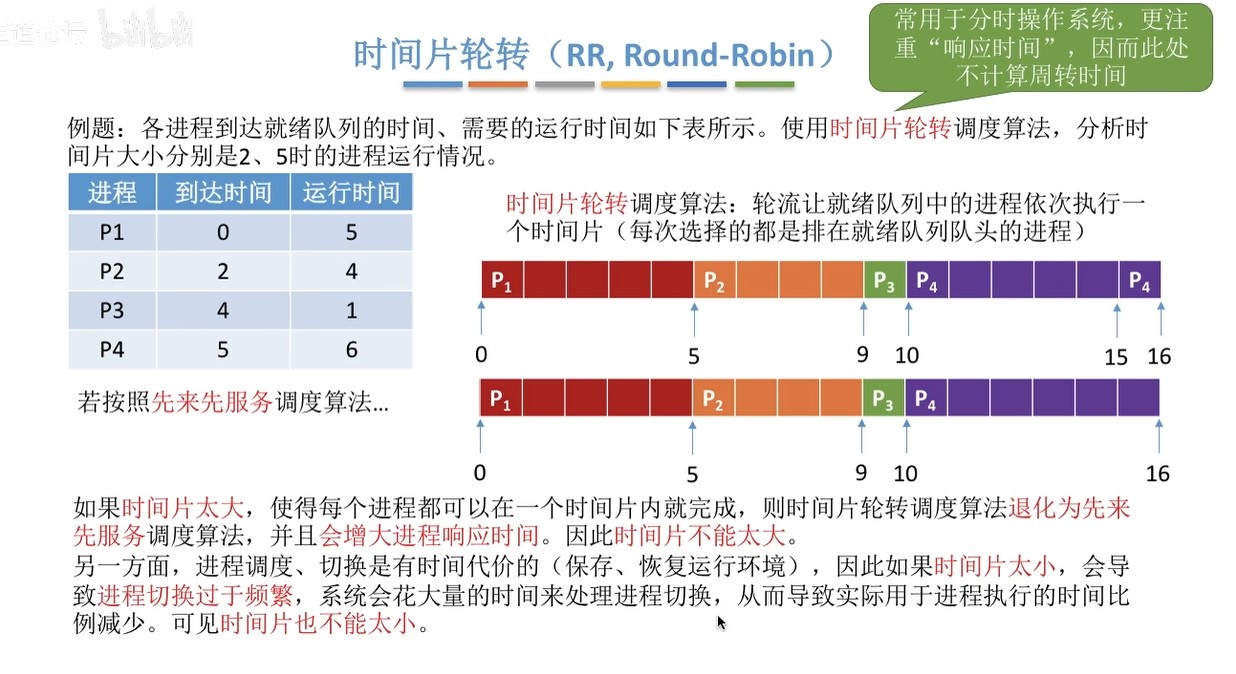 王道论坛 bilibili
常用于分时操作系统，更注
重“响应时间”，因而此处
不计算周转时间
时间片轮转（RR, Round-Robin）
例题：各进程到达就绪队列的时间、需要的运行时间如下表所示。使用时间片轮转调度算法，分析时
间片大小分别是2、5时的进程运行情况。
进程 到达时间 运行时间
P1 0 5
P2 2 4
P3 4 1
P4 5 6
时间片轮转调度算法：轮流让就绪队列中的进程依次执行一
个时间片（每次选择的都是排在就绪队列队头的进程）
P1 P2 P3 P4 P4
0 5 9 10 15 16
若按照先来先服务调度算法...
P1 P2 P3 P4
0 5 9 10 16
如果时间片太大，使得每个进程都可以在一个时间片内就完成，则时间片轮转调度算法退化为先来
先服务调度算法，并且会增大进程响应时间。因此时间片不能太大。
另一方面，进程调度、切换是有时间代价的（保存、恢复运行环境），因此如果时间片太小，会导
致进程切换过于频繁，系统会花大量的时间来处理进程切换，从而导致实际用于进程执行的时间比
例减少。可见时间片也不能太小。